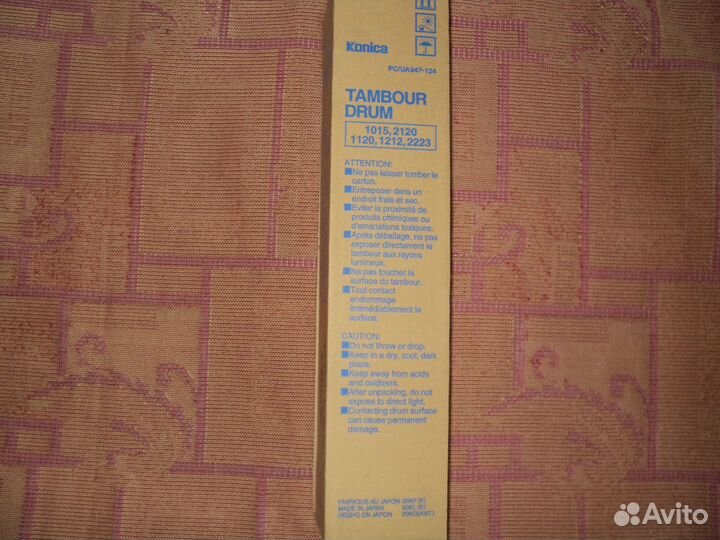 Konica
PC/UA947-124
TAMBOUR
DRUM
1015, 2120
1120, 1212, 2223
ATTENTION:
■Ne pas laisser tomber le
carton.
■Entreposer dans un
endroit frais et sec.
■Eviter la proximité de
produits chimiques ou
d'emanations toxiques.
■Après déballage, ne pas
exposer directement le
tambour aux rayons
lumineux.
■Ne pas toucher la
surface du tambour.
■Tout contact
endommage
irrémédiablement la
surface.
CAUTION:
■Do not throw or drop.
■Keep in a dry, cool, dark
place.
■Keep away from acids
and oxidizers.
■After unpacking, do not
expose to direct light.
■Contacting drum surface
can cause permanent
damage.
FABRIQUE AU JAPON
MADE IN JAPAN
HECHO EN JAPON
Avito